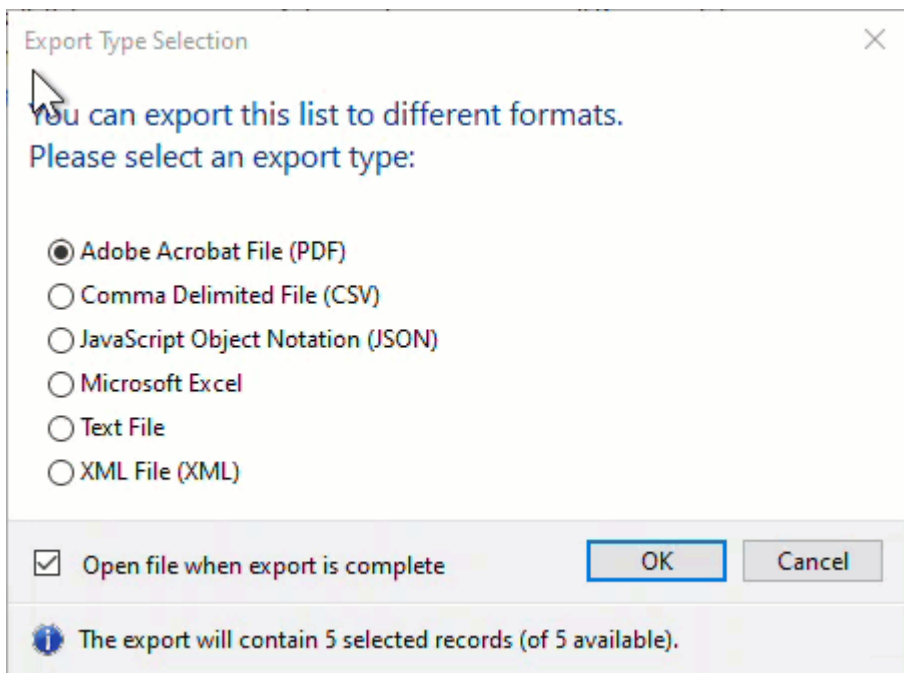 Export Type Selection
You can export this list to different formats.
Please select an export type:
Adobe Acrobat File (PDF)
Comma Delimited File (CSV)
JavaScript Object Notation (JSON)
Microsoft Excel
Text File
XML File (XML)
Open file when export is complete
OK
Cancel
The export will contain 5 selected records (of 5 available).